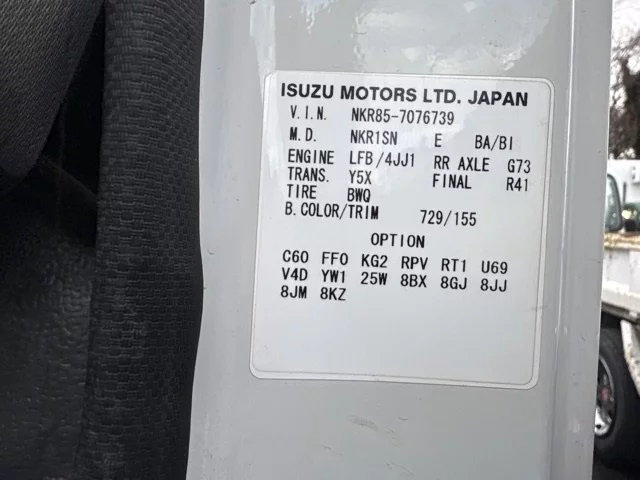 ISUZU MOTORS LTD. JAPAN
V.I.N. NKR85-7076739
M.D. NKR1SN E BA/BI
ENGINE LFB/4JJ1 RR AXLE G73
TRANS. Y5X FINAL R41
TIRE BWQ
B.COLOR/TRIM 729/155
OPTION
C60 FF0 KG2 RPV RT1 U69
V4D YW1 25W 8BX 8GJ 8JJ
8JM 8KZ